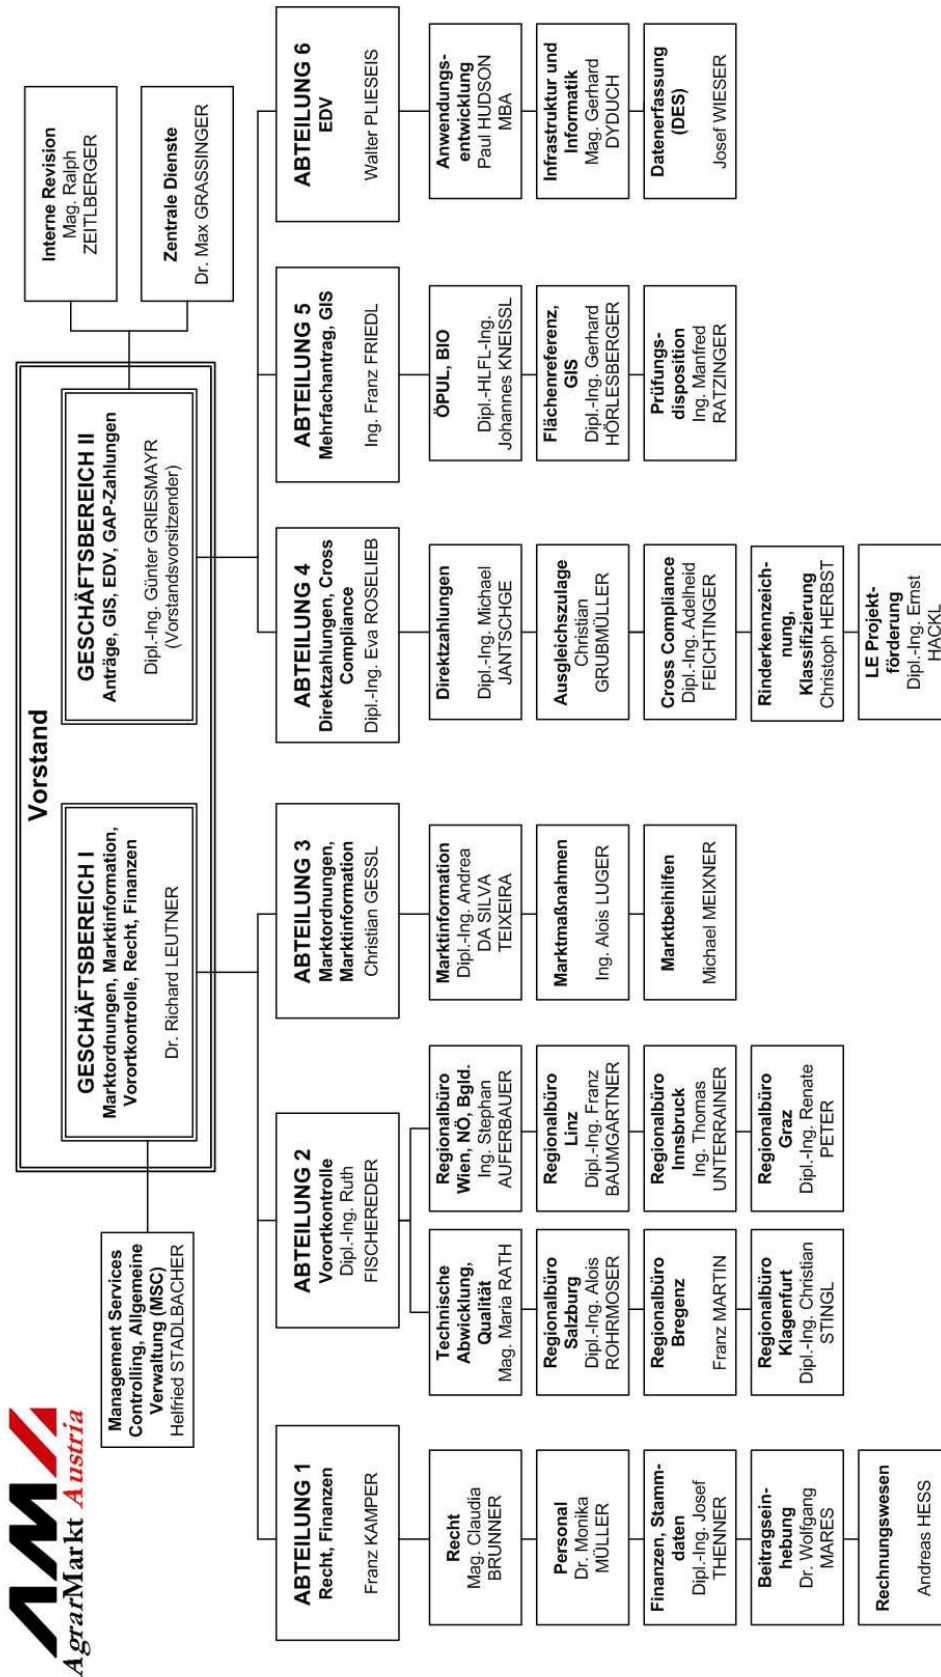 AMA
AgrarMarkt Austria
Vorstand
GESCHÄFTSBEREICH I
Marktordnungen, Marktinformation,
Vorortkontrolle, Recht, Finanzen
Dr. Richard LEUTNER
GESCHÄFTSBEREICH II
Anträge, GIS, EDV, GAP-Zahlungen
Dipl.-Ing. Günter GRIESMAYR
(Vorstandsvorsitzender)
Management Services
Controlling, Allgemeine
Verwaltung (MSC)
Helfried STADLBACHER
Interne Revision
Mag. Ralph
ZEITLBERGER
Zentrale Dienste
Dr. Max GRASSINGER
ABTEILUNG 1
Recht, Finanzen
Franz KAMPER
Recht
Mag. Claudia
BRUNNER
Personal
Dr. Monika
MÜLLER
Finanzen, Stamm-
daten
Dipl.-Ing. Josef
THENNER
Beitragsein-
hebung
Dr. Wolfgang
MARES
Rechnungswesen
Andreas HESS
ABTEILUNG 2
Vorortkontrolle
Dipl.-Ing. Ruth
FISCHEREDER
Technische
Abwicklung,
Qualität
Mag. Maria RATH
Regionalbüro
Salzburg
Dipl.-Ing. Alois
ROHRMOSER
Regionalbüro
Bregenz
Franz MARTIN
Regionalbüro
Klagenfurt
Dipl.-Ing. Christian
STINGL
Regionalbüro
Wien, NÖ, Bgld.
Ing. Stephan
AUFERBAUER
Regionalbüro
Linz
Dipl.-Ing. Franz
BAUMGARTNER
Regionalbüro
Innsbruck
Ing. Thomas
UNTERRAINER
Regionalbüro
Graz
Dipl.-Ing. Renate
PETER
ABTEILUNG 3
Marktordnungen,
Marktinformation
Christian GESSL
Marktinformation
Dipl.-Ing. Andrea
DA SILVA
TEIXEIRA
Marktmaßnahmen
Ing. Alois LUGER
Marktbeihilfen
Michael MEIXNER
ABTEILUNG 4
Direktzahlungen, Cross
Compliance
Dipl.-Ing. Eva ROSELIEB
Direktzahlungen
Dipl.-Ing. Michael
JANTSCHGE
Ausgleichszulage
Christian
GRUBMÜLLER
Cross Compliance
Dipl.-Ing. Adelheid
FEICHTINGER
Rinderkennzeich-
nung,
Klassifizierung
Christoph HERBST
LE Projekt-
förderung
Dipl.-Ing. Ernst
HACKL
ABTEILUNG 5
Mehrfachantrag, GIS
Ing. Franz FRIEDL
ÖPUL, BIO
Dipl.-HLFL-Ing.
Johannes KNEISSL
Flächenreferenz,
GIS
Dipl.-Ing. Gerhard
HÖRLESBERGER
Prüfungs-
disposition
Ing. Manfred
RATZINGER
ABTEILUNG 6
EDV
Walter PLIESEIS
Anwendungs-
entwicklung
Paul HUDSON
MBA
Infrastruktur und
Informatik
Mag. Gerhard
DYDUCH
Datenerfassung
(DES)
Josef WIESER